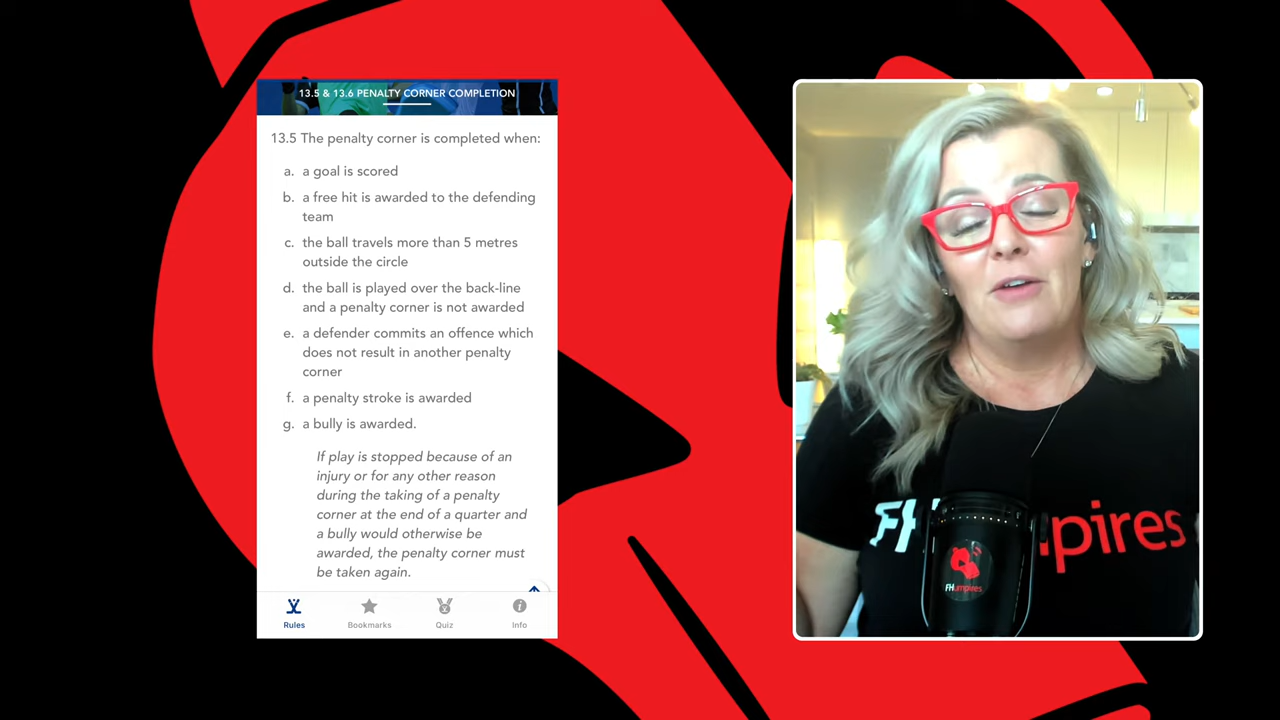 13.5 & 13.6 PENALTY CORNER COMPLETION
13.5 The penalty corner is completed when:
a. a goal is scored
b. a free hit is awarded to the defending
team
c. the ball travels more than 5 metres
outside the circle
d. the ball is played over the back-line
and a penalty corner is not awarded
e. a defender commits an offence which
does not result in another penalty
corner
f. a penalty stroke is awarded
g. a bully is awarded.
If play is stopped because of an
injury or for any other reason
during the taking of a penalty
corner at the end of a quarter and
a bully would otherwise be
awarded, the penalty corner must
be taken again.
Rules
Bookmarks
Quiz
Info
FH mpires
FHumpires